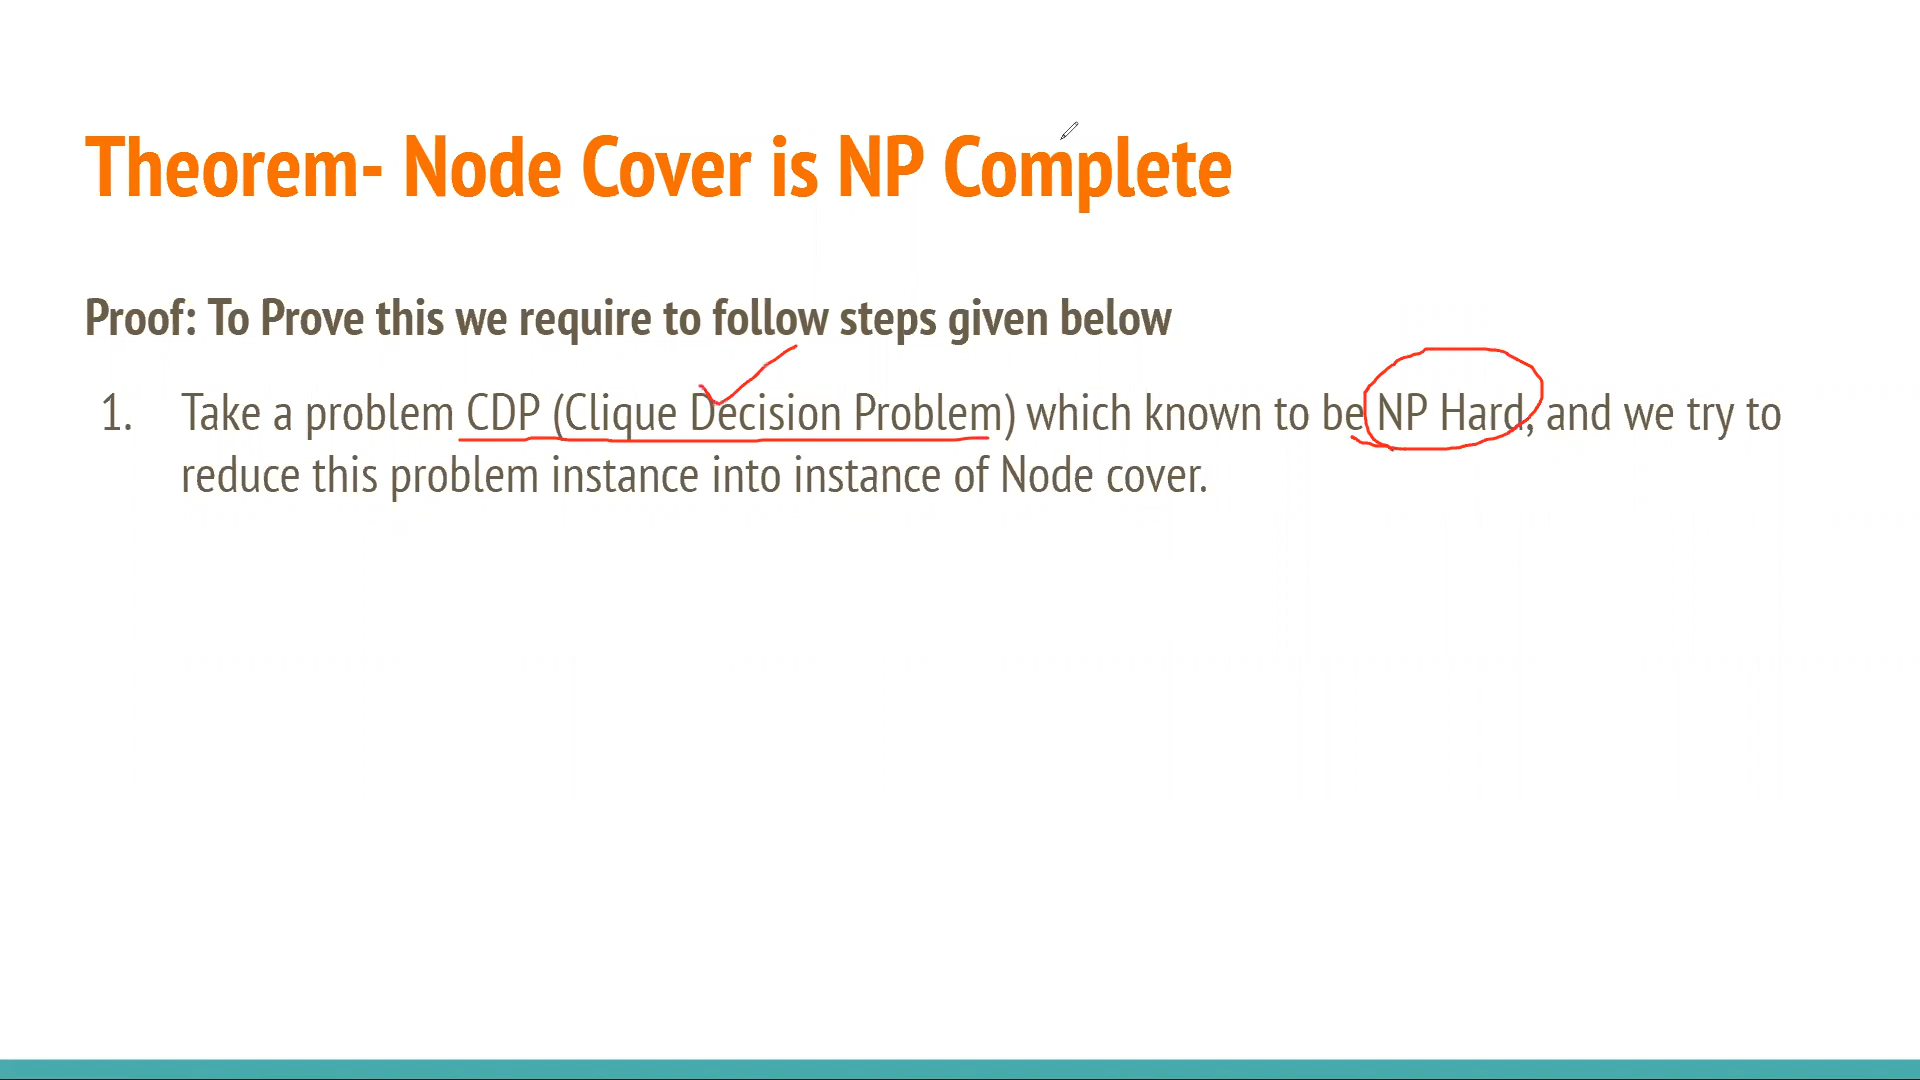 Theorem- Node Cover is NP Complete
Proof: To Prove this we require to follow steps given below
1. Take a problem CDP (Clique Decision Problem) which known to be NP Hard, and we try to
reduce this problem instance into instance of Node cover.